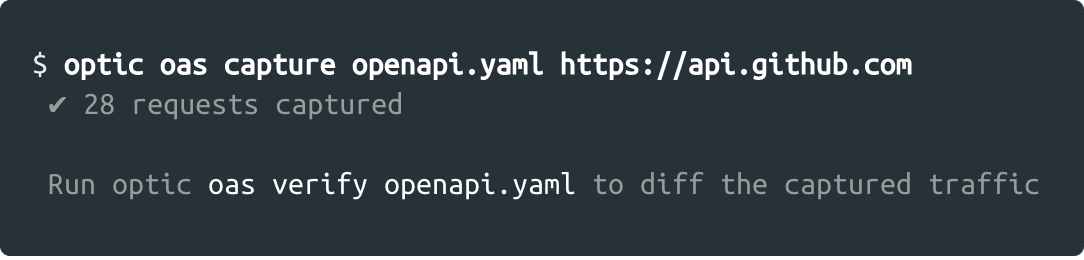 $ optic oas capture openapi.yaml https://api.github.com
✔ 28 requests captured
Run optic oas verify openapi.yaml to diff the captured traffic